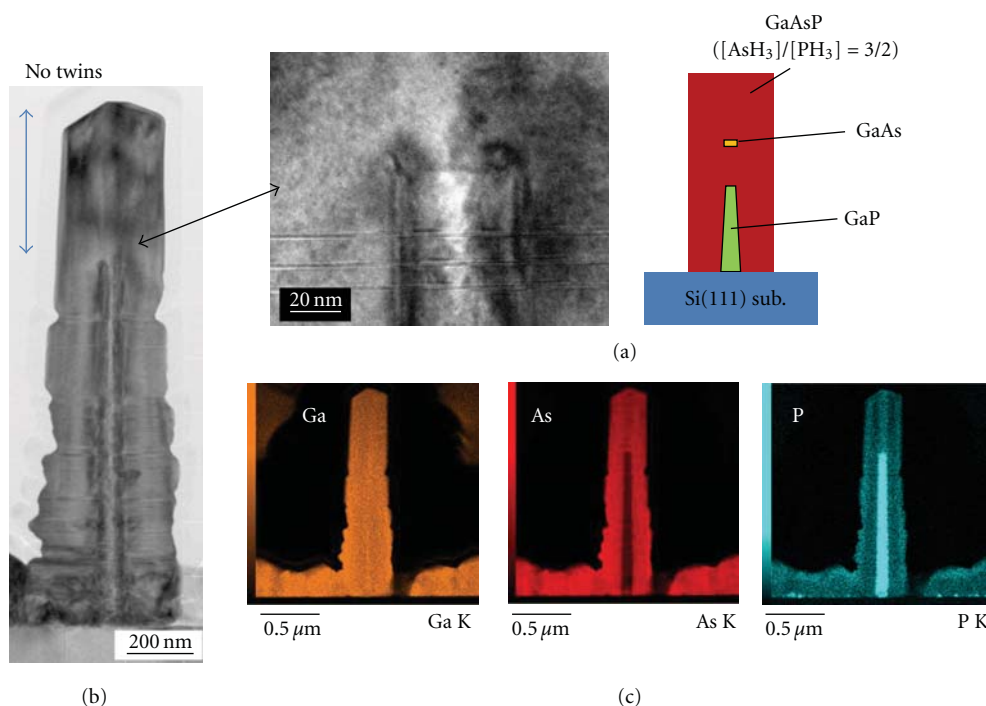 No twins
200 nm
(b)
20 nm
GaAsP
([AsH₃]/[PH₃] = 3/2)
GaAs
GaP
Si(111) sub.
(a)
Ga
0.5 μm
Ga K
As
0.5 μm
As K
P
0.5 μm
P K
(c)